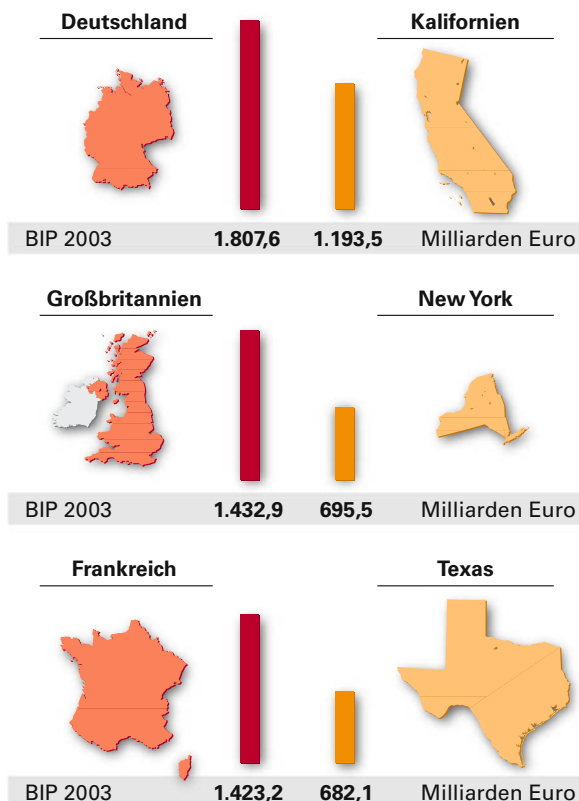 Deutschland Kalifornien
BIP 2003 1.807,6 1.193,5 Milliarden Euro
Großbritannien New York
BIP 2003 1.432,9 695,5 Milliarden Euro
Frankreich Texas
BIP 2003 1.423,2 682,1 Milliarden Euro